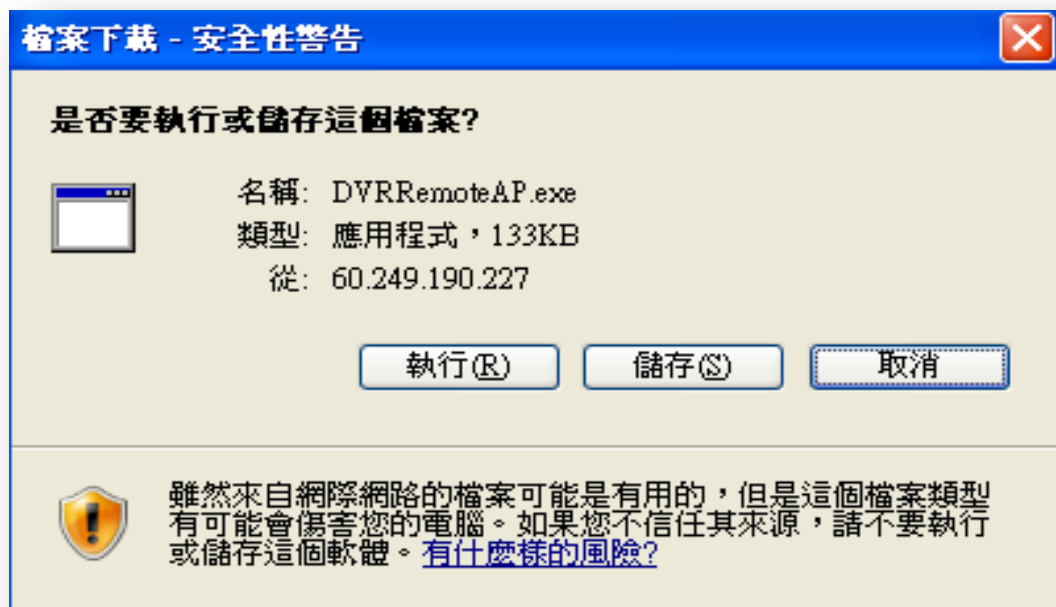 檔案下載 - 安全性警告
是否要執行或儲存這個檔案?
名稱: DVRRemoteAP.exe
類型: 應用程式，133KB
從: 60.249.190.227
執行(R) 儲存(S) 取消
雖然來自網際網路的檔案可能是有用的，但是這個檔案類型
有可能會傷害您的電腦。如果您不信任其來源，請不要執行
或儲存這個軟體。有什麼樣的風險?